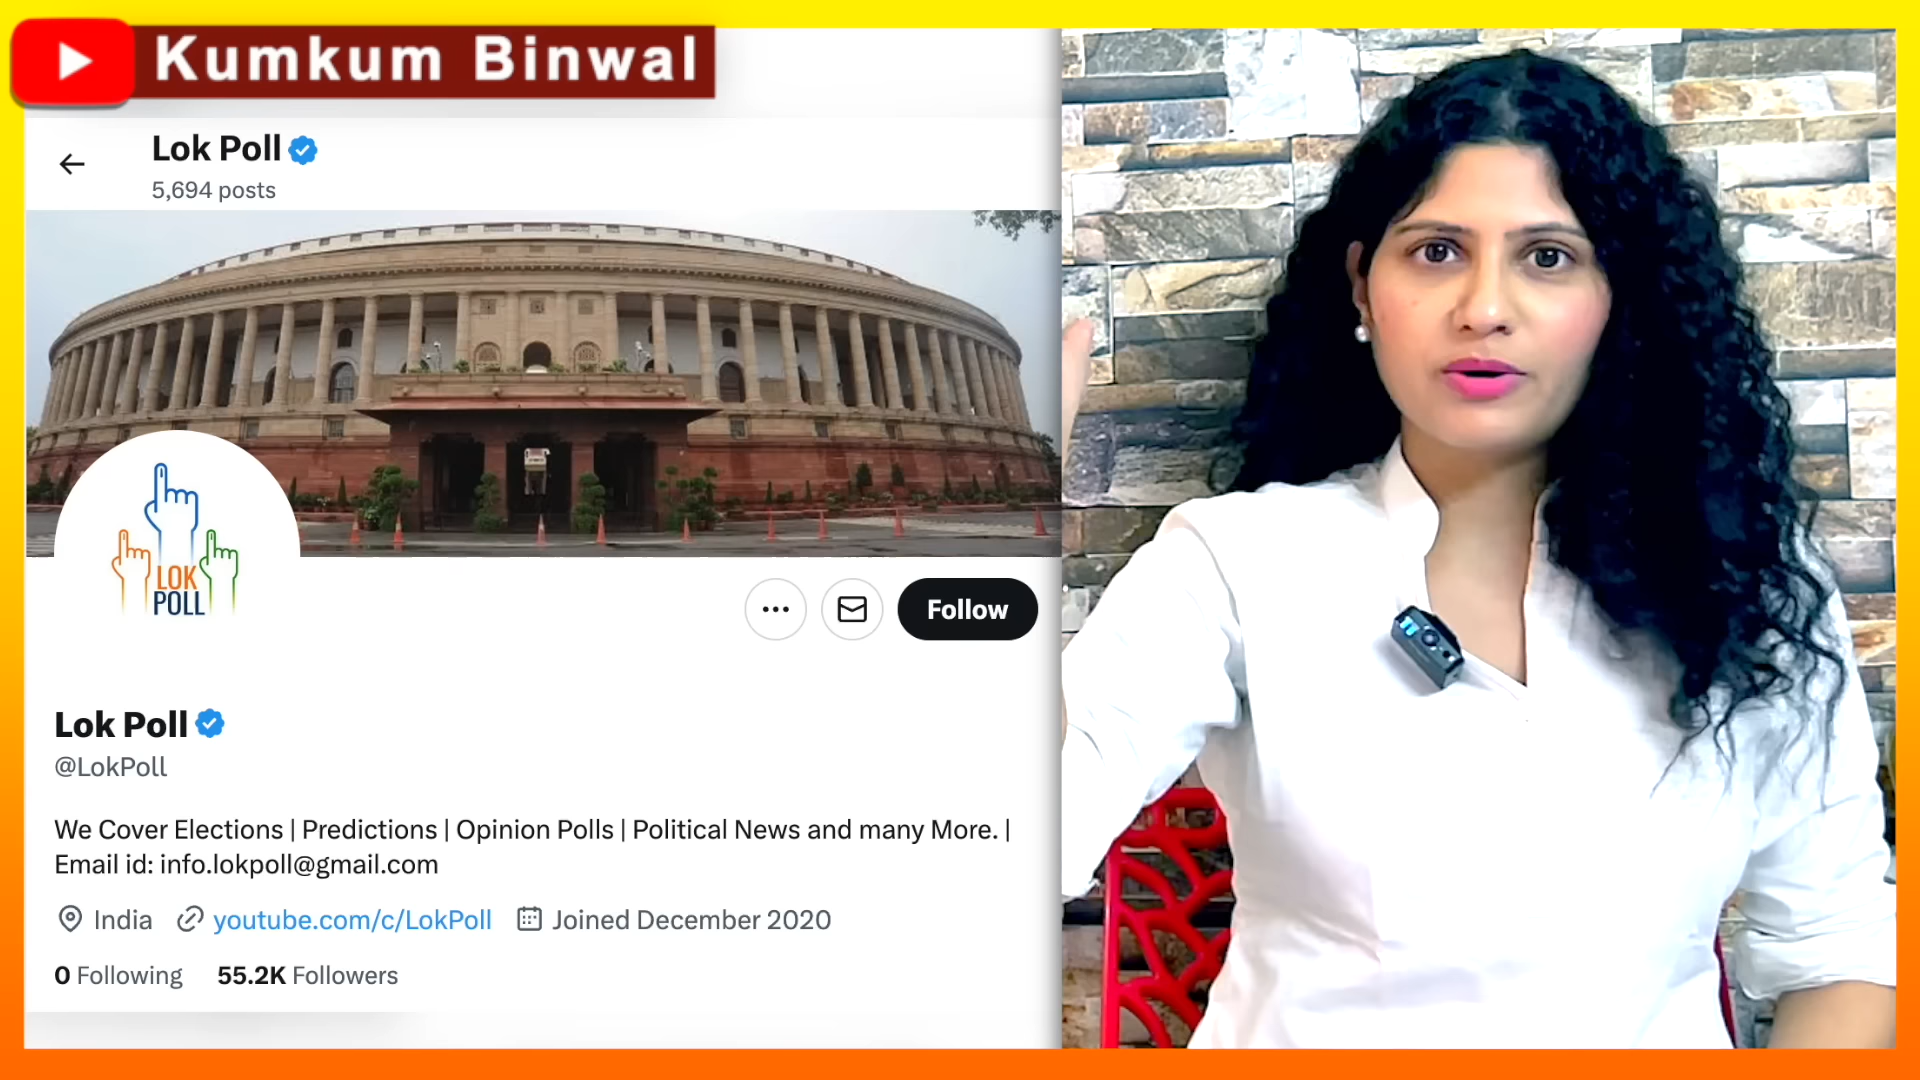 Kumkum Binwal
Lok Poll
5,694 posts
LOK
POLL
Follow
Lok Poll
@LokPoll
We Cover Elections | Predictions | Opinion Polls | Political News and many More. |
Email id: info.lokpoll@gmail.com
India youtube.com/c/LokPoll Joined December 2020
0 Following 55.2K Followers